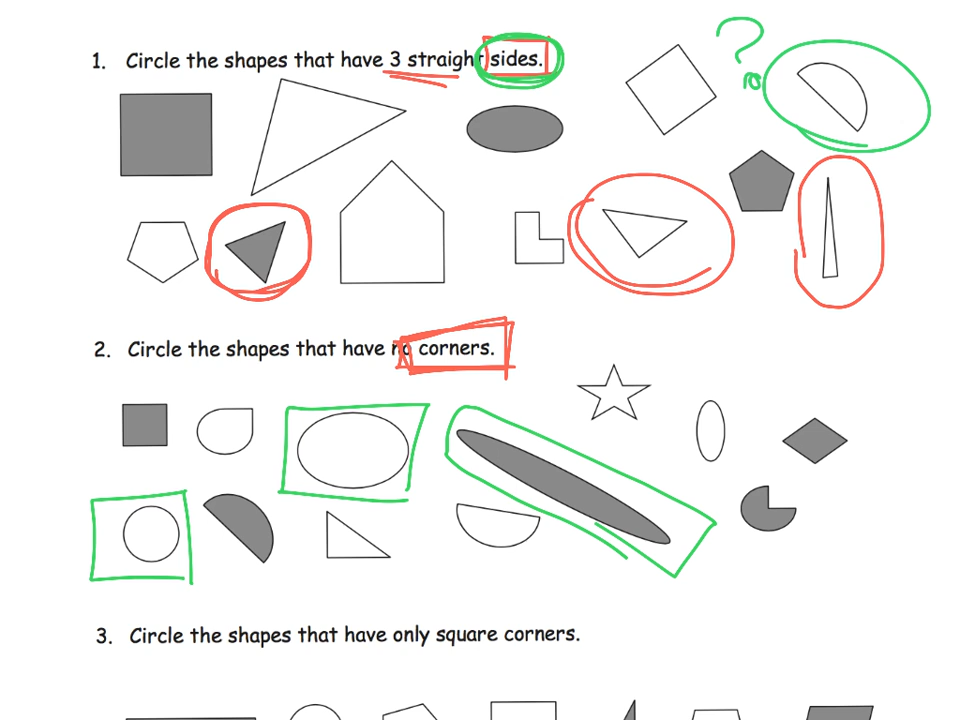 1. Circle the shapes that have 3 straight sides.
?
2. Circle the shapes that have no corners.
3. Circle the shapes that have only square corners.